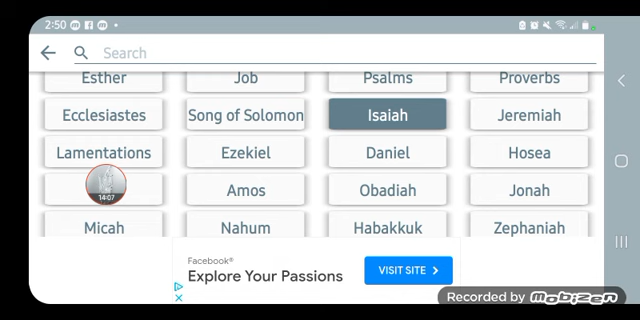 2:50
Search
Esther Job Psalms Proverbs
Ecclesiastes Song of Solomon Isaiah Jeremiah
Lamentations Ezekiel Daniel Hosea
14:07 Amos Obadiah Jonah
Micah Nahum Habakkuk Zephaniah
Facebook®
Explore Your Passions
VISIT SITE
Recorded by Mobizen